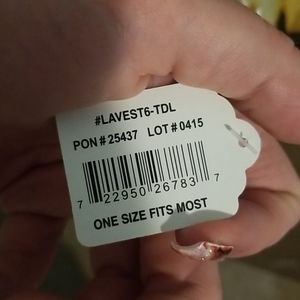 #LAVEST6-TDL
PON # 25437 LOT # 0415
7 22950 26783 7
ONE SIZE FITS MOST